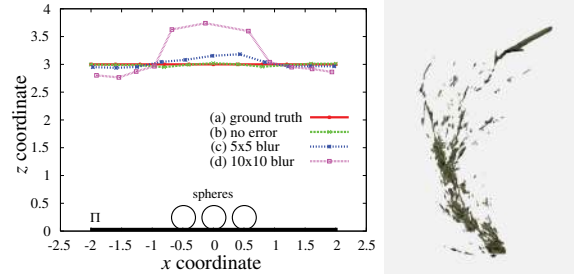 4
3.5
3
2.5
2
1.5
1
0.5
0
z coordinate
(a) ground truth
(b) no error
(c) 5x5 blur
(d) 10x10 blur
spheres
Π
-2.5 -2 -1.5 -1 -0.5 0 0.5 1 1.5 2 2.5
x coordinate